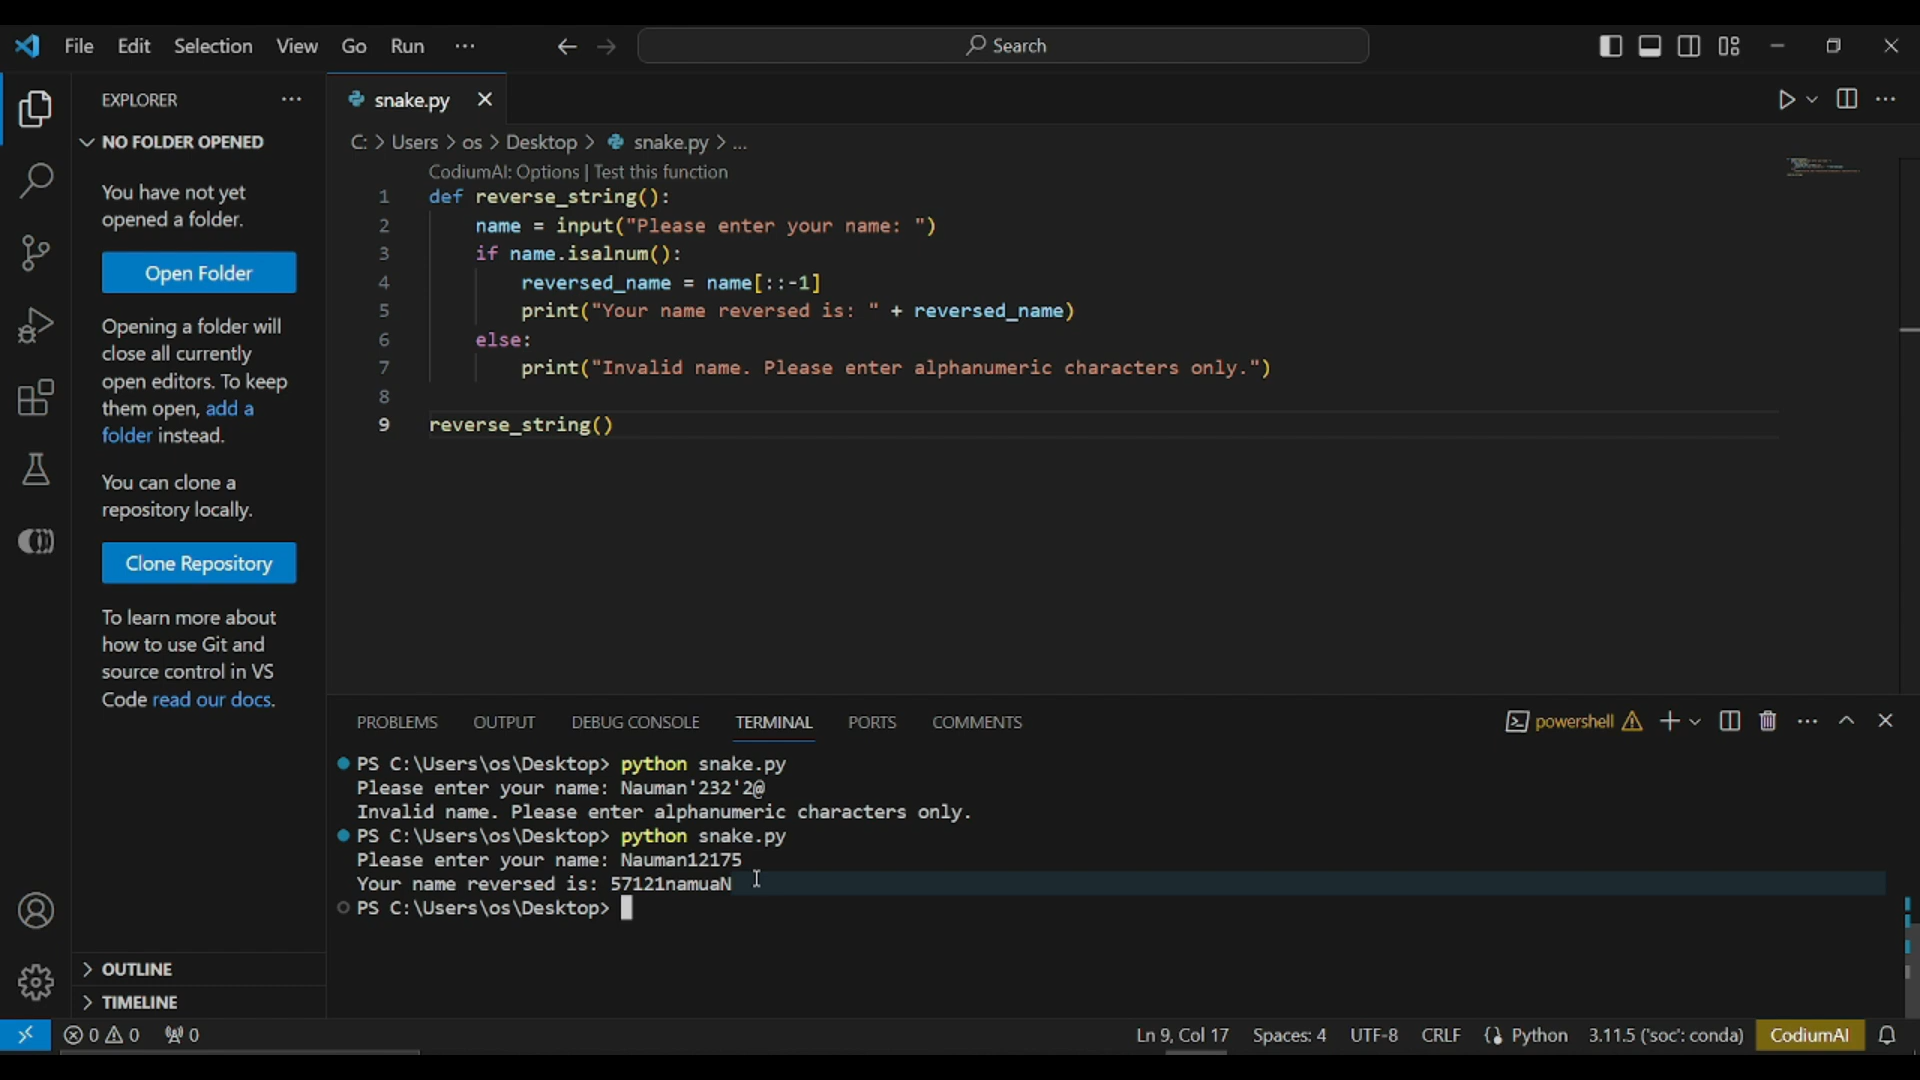 File Edit Selection View Go Run ··· Search
EXPLORER ···
snake.py
NO FOLDER OPENED
You have not yet
opened a folder.
Open Folder
Opening a folder will
close all currently
open editors. To keep
them open, add a
folder instead.
You can clone a
repository locally.
Clone Repository
To learn more about
how to use Git and
source control in VS
Code read our docs.
OUTLINE
TIMELINE
C: > Users > os > Desktop > snake.py > ...
CodiumAI: Options | Test this function
1 def reverse_string():
2     name = input("Please enter your name: ")
3     if name.isalnum():
4         reversed_name = name[::-1]
5         print("Your name reversed is: " + reversed_name)
6     else:
7         print("Invalid name. Please enter alphanumeric characters only.")
8
9 reverse_string()
PROBLEMS OUTPUT DEBUG CONSOLE TERMINAL PORTS COMMENTS powershell
PS C:\Users\os\Desktop> python snake.py
Please enter your name: Nauman'232'2@
Invalid name. Please enter alphanumeric characters only.
PS C:\Users\os\Desktop> python snake.py
Please enter your name: Nauman12175
Your name reversed is: 57121namuaN
PS C:\Users\os\Desktop>
0 0 0 Ln 9, Col 17 Spaces: 4 UTF-8 CRLF Python 3.11.5 ('soc': conda) CodiumAI